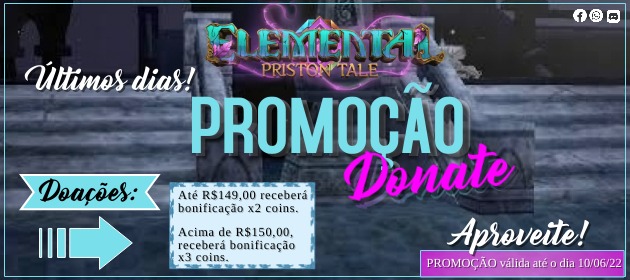 ELEMENTAL
PRISTON TALE
Últimos dias!
PROMOÇÃO
Donate
Doações:
Até R$149,00 receberá
bonificação x2 coins.
Acima de R$150,00,
receberá bonificação
x3 coins.
Aproveite!
PROMOÇÃO válida até o dia 10/06/22